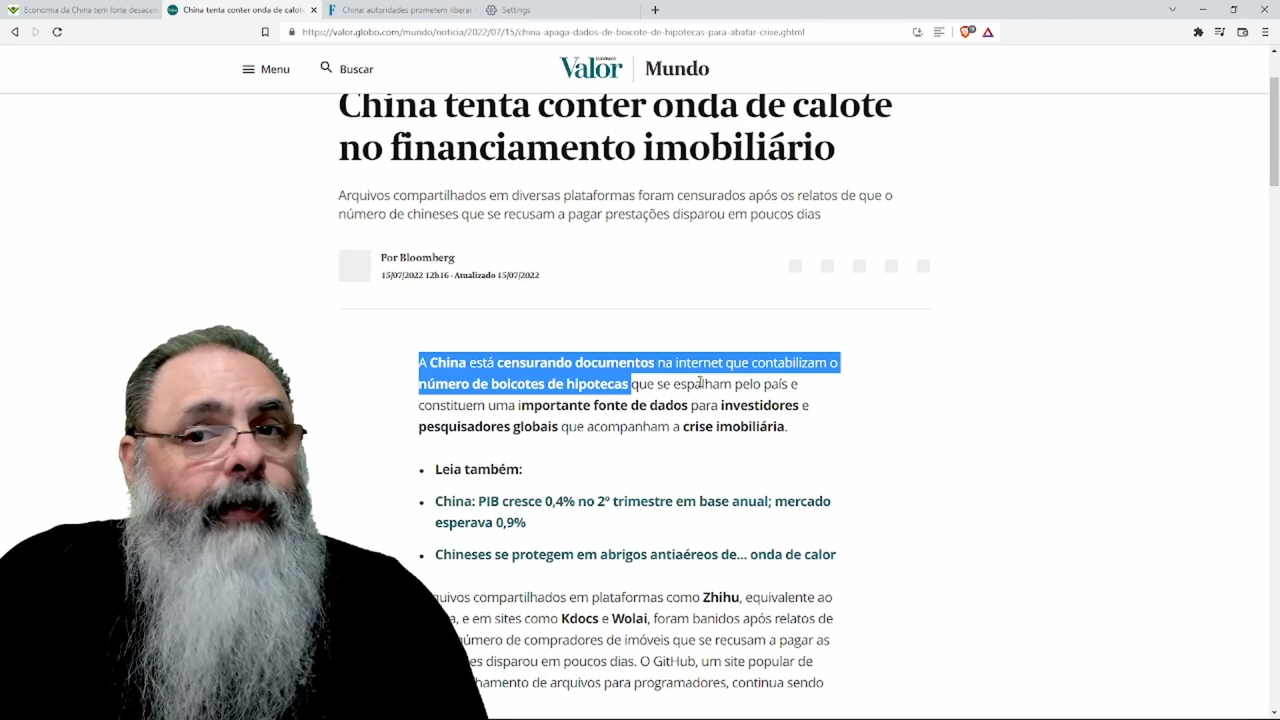 Economia da China tem forte desacel
China tenta conter onda de calot
China: autoridades prometem liberar
Settings
https://valor.globo.com/mundo/noticia/2022/07/15/china-apaga-dados-de-boicote-de-hipotecas-para-abafar-crise.ghtml
Menu
Buscar
Valor
ECONÔMICO
Mundo
China tenta conter onda de calote
no financiamento imobiliário
Arquivos compartilhados em diversas plataformas foram censurados após os relatos de que o
número de chineses que se recusam a pagar prestações disparou em poucos dias
Por Bloomberg
15/07/2022 12h16 · Atualizado 15/07/2022
A China está censurando documentos na internet que contabilizam o
número de boicotes de hipotecas que se espalham pelo país e
constituem uma importante fonte de dados para investidores e
pesquisadores globais que acompanham a crise imobiliária.
• Leia também:
• China: PIB cresce 0,4% no 2º trimestre em base anual; mercado
esperava 0,9%
• Chineses se protegem em abrigos antiaéreos de... onda de calor
quivos compartilhados em plataformas como Zhihu, equivalente ao
a, e em sites como Kdocs e Wolai, foram banidos após relatos de
número de compradores de imóveis que se recusam a pagar as
es disparou em poucos dias. O GitHub, um site popular de
hamento de arquivos para programadores, continua sendo